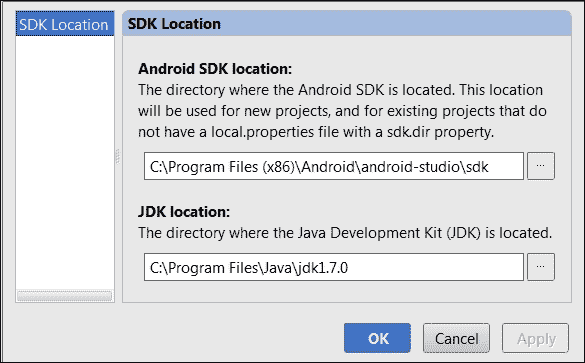 SDK Location
SDK Location
Android SDK location:
The directory where the Android SDK is located. This location
will be used for new projects, and for existing projects that do
not have a local.properties file with a sdk.dir property.
C:\Program Files (x86)\Android\android-studio\sdk
...
JDK location:
The directory where the Java Development Kit (JDK) is located.
C:\Program Files\Java\jdk1.7.0
...
OK
Cancel
Apply